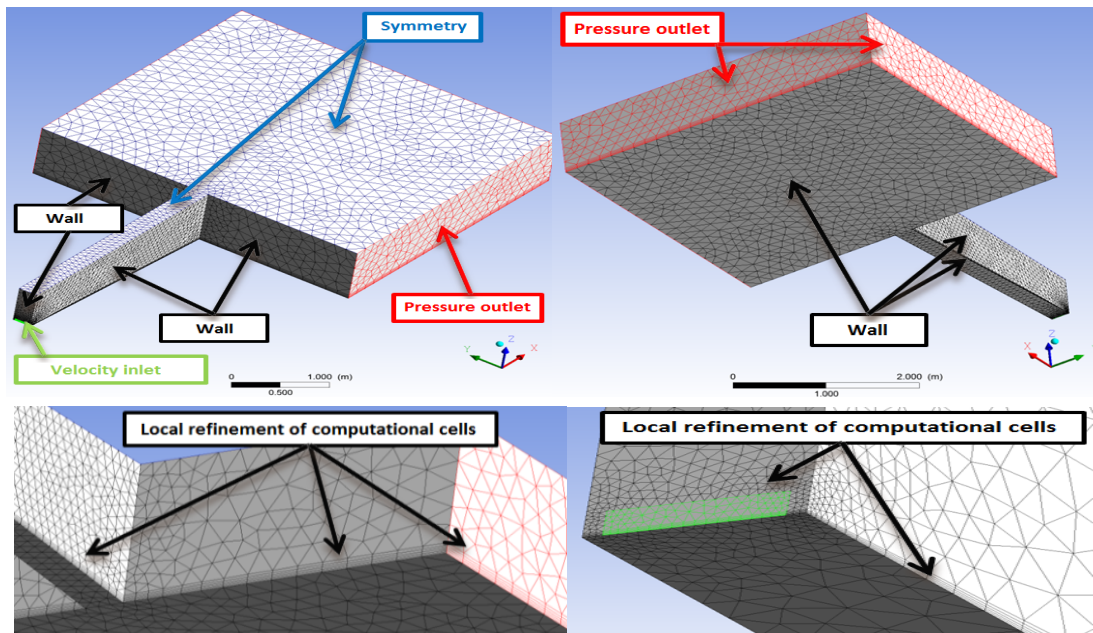 Symmetry
Wall
Wall
Pressure outlet
Velocity inlet
0 1.000 (m)
0.500
Y Z X
Pressure outlet
Wall
0 2.000 (m)
1.000
X Z
Local refinement of computational cells
Local refinement of computational cells